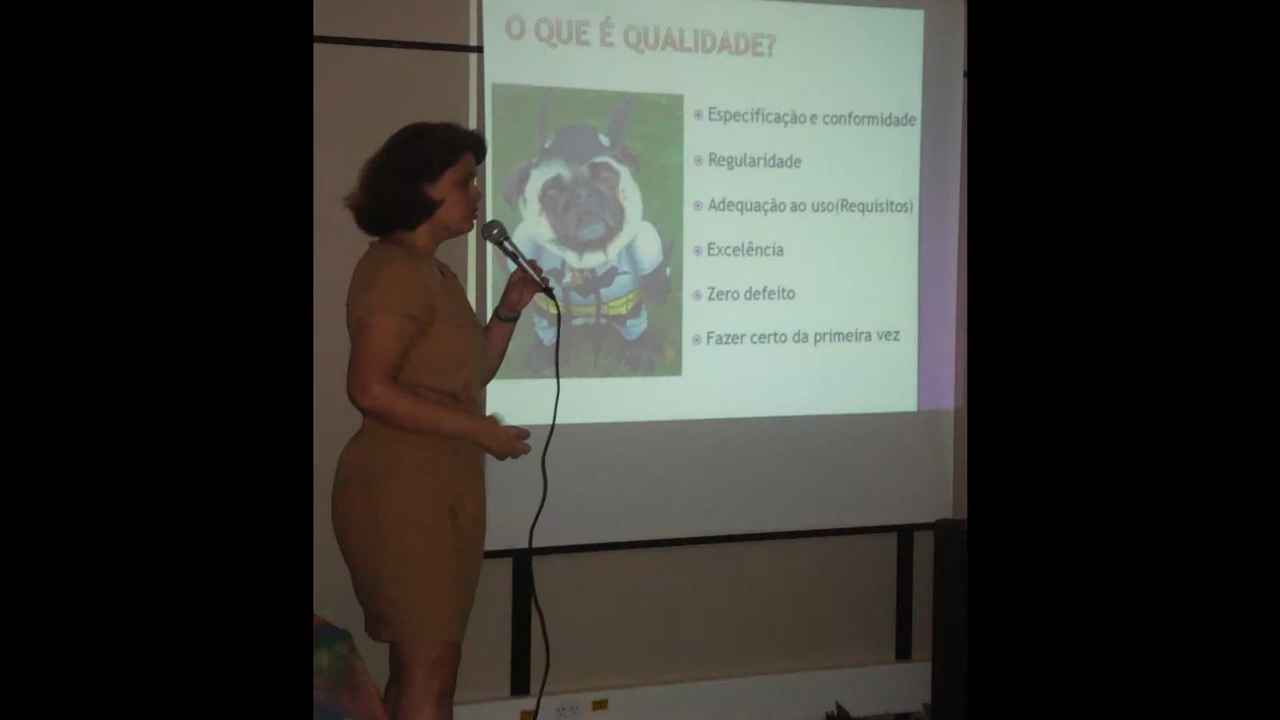 O QUE É QUALIDADE?
Especificação e conformidade
Regularidade
Adequação ao uso(Requisitos)
Excelência
Zero defeito
Fazer certo da primeira vez